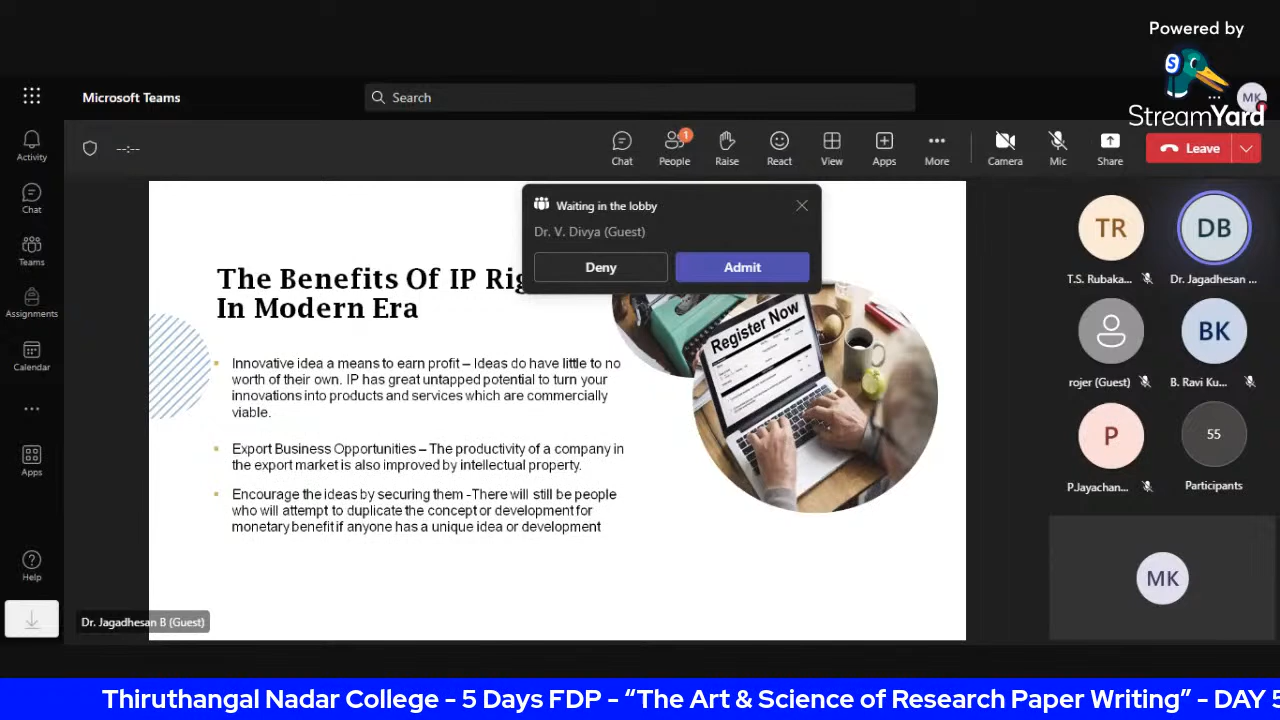 Powered by
StreamYard
Microsoft Teams
Search
MK
Activity
Chat
Teams
Assignments
Calendar
Apps
Help
--:--
Chat
People
1
Raise
React
View
Apps
More
Camera
Mic
Share
Leave
Waiting in the lobby
Dr. V. Divya (Guest)
Deny
Admit
The Benefits Of IP Rig
In Modern Era
Innovative idea a means to earn profit – Ideas do have little to no
worth of their own. IP has great untapped potential to turn your
innovations into products and services which are commercially
viable.
Export Business Opportunities – The productivity of a company in
the export market is also improved by intellectual property.
Encourage the ideas by securing them -There will still be people
who will attempt to duplicate the concept or development for
monetary benefit if anyone has a unique idea or development
Register Now
Dr. Jagadhesan B (Guest)
TR
T.S. Rubaka...
DB
Dr. Jagadhesan ...
rojer (Guest)
BK
B. Ravi Ku...
P
P.Jayachan...
55
Participants
MK
Thiruthangal Nadar College - 5 Days FDP - “The Art & Science of Research Paper Writing” - DAY 5